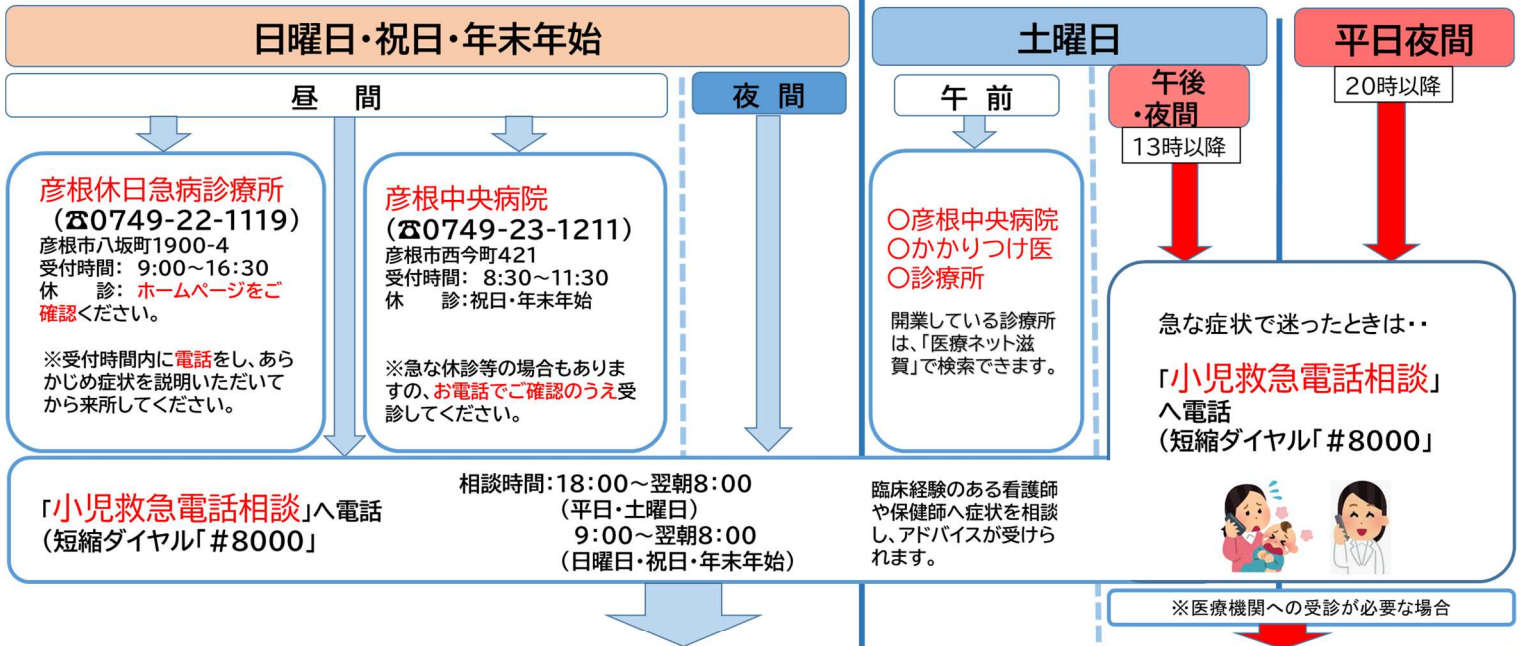 日曜日・祝日・年末年始
昼　間
夜 間
彦根休日急病診療所
（☎0749-22-1119）
彦根市八坂町1900-4
受付時間： 9:00～16：30
休　　診： ホームページをご
確認ください。
※受付時間内に電話をし、あら
かじめ症状を説明いただいて
から来所してください。
彦根中央病院
（☎0749-23-1211）
彦根市西今町421
受付時間： 8:30～11:30
休　　診：祝日・年末年始
※急な休診等の場合もありま
すの、お電話でご確認のうえ受
診してください。
「小児救急電話相談」へ電話
（短縮ダイヤル「＃8000」
相談時間：18：00～翌朝8：00
（平日・土曜日）
9：00～翌朝8：00
（日曜日・祝日・年末年始）
臨床経験のある看護師
や保健師へ症状を相談
し、アドバイスが受けら
れます。
土曜日
午 前
〇彦根中央病院
〇かかりつけ医
〇診療所
開業している診療所
は、「医療ネット滋
賀」で検索できます。
午後
・夜間
13時以降
平日夜間
20時以降
急な症状で迷ったときは・・
「小児救急電話相談」
へ電話
（短縮ダイヤル「＃8000」
※医療機関への受診が必要な場合